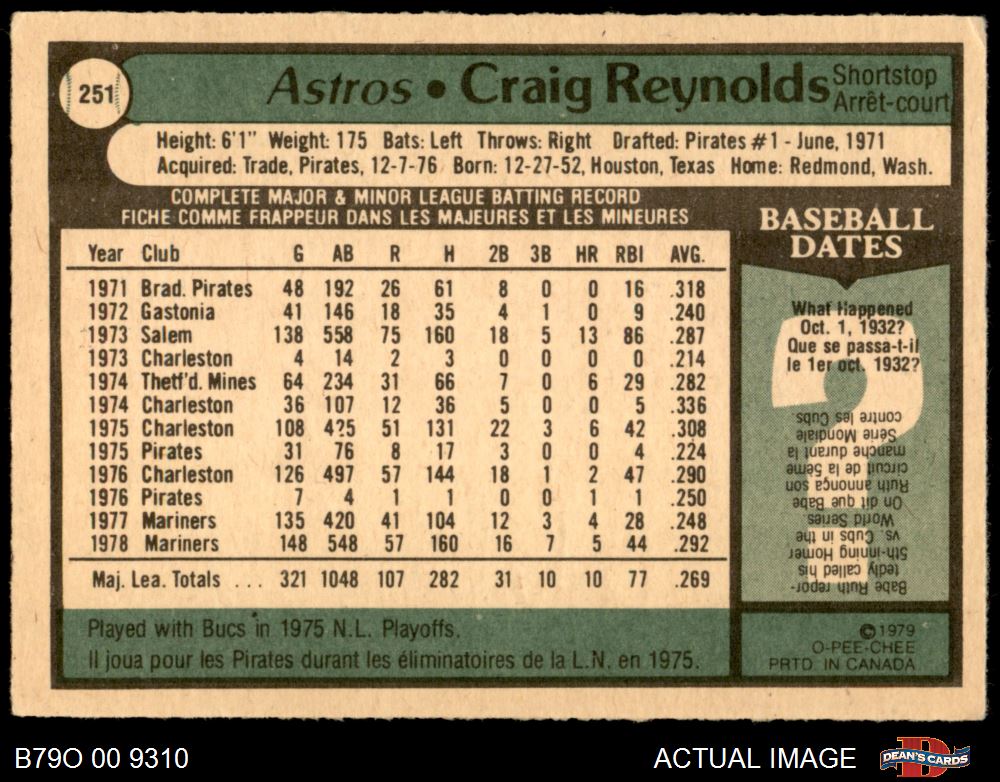 251
Astros • Craig Reynolds Shortstop
Arrêt-court
Height: 6'1" Weight: 175 Bats: Left Throws: Right Drafted: Pirates #1 - June, 1971
Acquired: Trade, Pirates, 12-7-76 Born: 12-27-52, Houston, Texas Home: Redmond, Wash.
COMPLETE MAJOR & MINOR LEAGUE BATTING RECORD
FICHE COMME FRAPPEUR DANS LES MAJEURES ET LES MINEURES
Year Club G AB R H 2B 3B HR RBI AVG.
1971 Brad. Pirates 48 192 26 61 8 0 0 16 .318
1972 Gastonia 41 146 18 35 4 1 0 9 .240
1973 Salem 138 558 75 160 18 5 13 86 .287
1973 Charleston 4 14 2 3 0 0 0 0 .214
1974 Thetf'd. Mines 64 234 31 66 7 0 6 29 .282
1974 Charleston 36 107 12 36 5 0 0 5 .336
1975 Charleston 108 425 51 131 22 3 6 42 .308
1975 Pirates 31 76 8 17 3 0 0 4 .224
1976 Charleston 126 497 57 144 18 1 2 47 .290
1976 Pirates 7 4 1 1 0 0 1 1 .250
1977 Mariners 135 420 41 104 12 3 4 28 .248
1978 Mariners 148 548 57 160 16 7 5 44 .292
Maj. Lea. Totals ... 321 1048 107 282 31 10 10 77 .269
Played with Bucs in 1975 N.L. Playoffs.
Il joua pour les Pirates durant les éliminatoires de la L.N. en 1975.
BASEBALL
DATES
What Happened
Oct. 1, 1932?
Que se passa-t-il
le 1er oct. 1932?
Babe Ruth repor-
tedly called his
5th-inning Homer
vs. Cubs in the
World Series.
On dit que Babe
Ruth annonça son
circuit de la 5ème
manche durant la
Série Mondiale
contre les Cubs
©1979
O-PEE-CHEE
PRTD IN CANADA
B79O 00 9310
ACTUAL IMAGE
DEAN'S CARDS